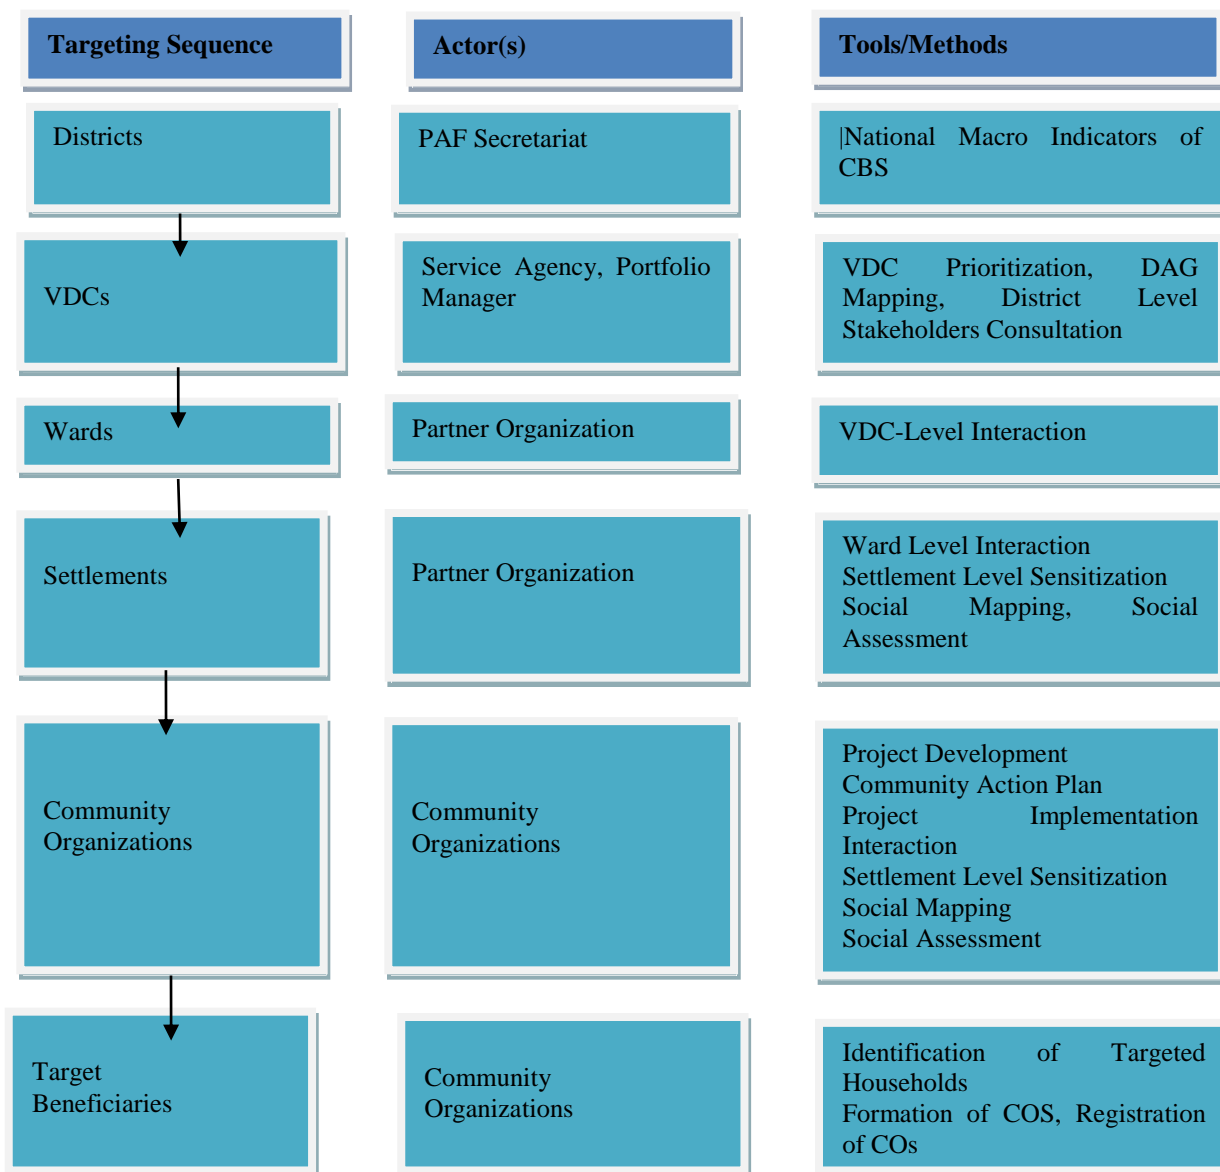 Targeting Sequence
Actor(s)
Tools/Methods
Districts
PAF Secretariat
|National Macro Indicators of
CBS
VDCs
Service Agency, Portfolio
Manager
VDC Prioritization, DAG
Mapping, District Level
Stakeholders Consultation
Wards
Partner Organization
VDC-Level Interaction
Settlements
Partner Organization
Ward Level Interaction
Settlement Level Sensitization
Social Mapping, Social
Assessment
Community
Organizations
Community
Organizations
Project Development
Community Action Plan
Project Implementation
Interaction
Settlement Level Sensitization
Social Mapping
Social Assessment
Target
Beneficiaries
Community
Organizations
Identification of Targeted
Households
Formation of COS, Registration
of COs